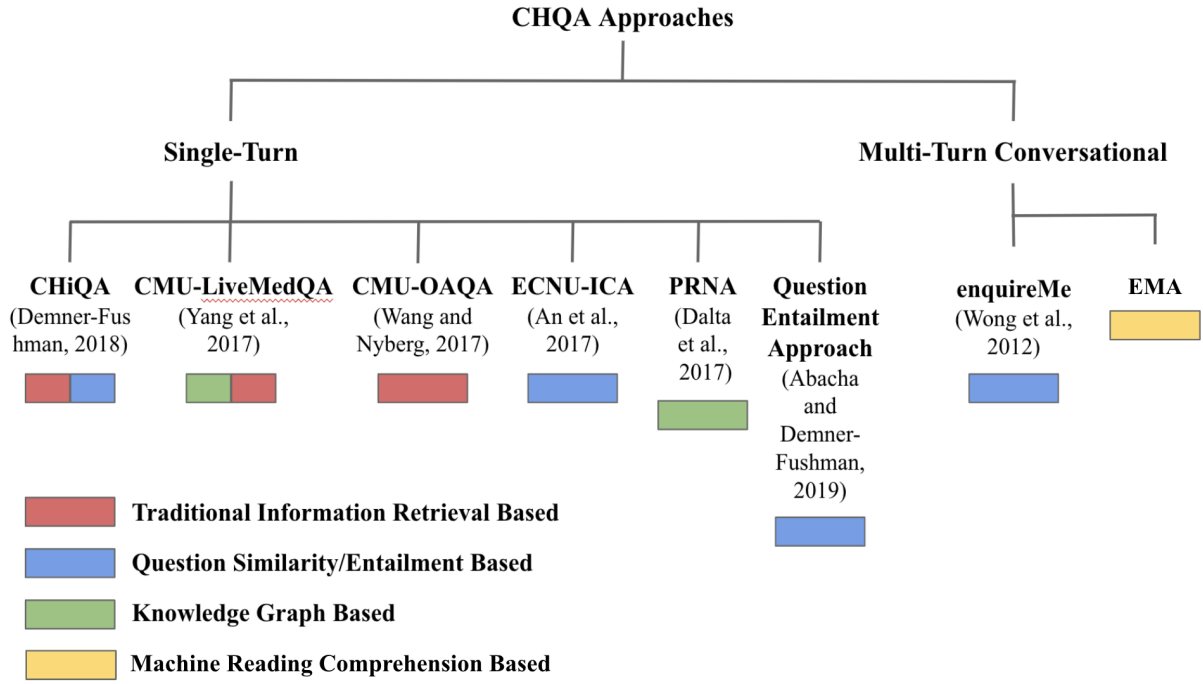 CHQA Approaches
Single-Turn
Multi-Turn Conversational
CHiQA
(Demner-Fus
hman, 2018)
CMU-LiveMedQA
(Yang et al.,
2017)
CMU-OAQA
(Wang and
Nyberg, 2017)
ECNU-ICA
(An et al.,
2017)
PRNA
(Dalta
et al.,
2017)
Question
Entailment
Approach
(Abacha
and
Demner-
Fushman,
2019)
enquireMe
(Wong et al.,
2012)
EMA
Traditional Information Retrieval Based
Question Similarity/Entailment Based
Knowledge Graph Based
Machine Reading Comprehension Based